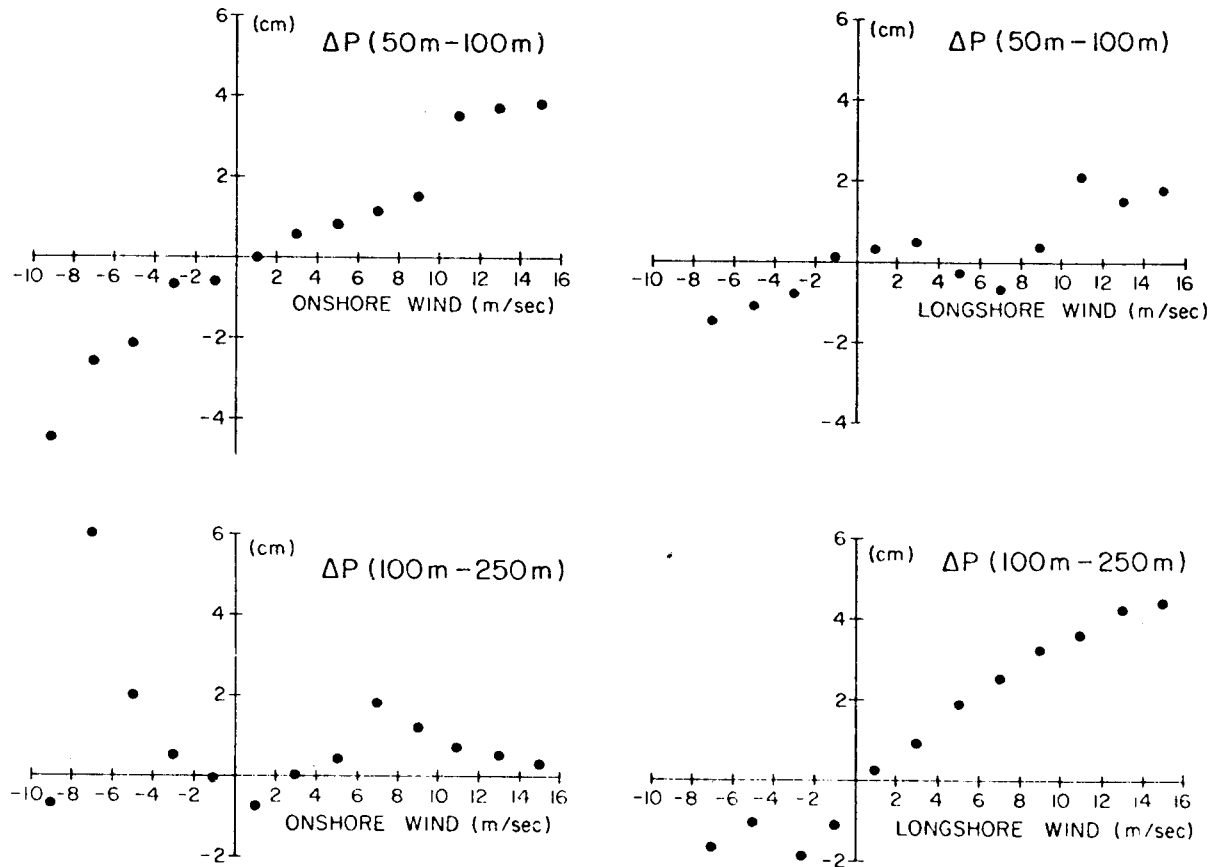 6 (cm)
ΔP (50m-100m)
4
2
-10 -8 -6 -4 -2 2 4 6 8 10 12 14 16
ONSHORE WIND (m/sec)
-2
-4
6 (cm)
ΔP (50m-100m)
4
2
-10 -8 -6 -4 -2 2 4 6 8 10 12 14 16
LONGSHORE WIND (m/sec)
-2
-4
6
(cm)
ΔP (100m-250m)
4
2
-10 -8 -6 -4 -2 2 4 6 8 10 12 14 16
ONSHORE WIND (m/sec)
-2
6
(cm)
ΔP (100m-250m)
4
2
-10 -8 -6 -4 -2 2 4 6 8 10 12 14 16
LONGSHORE WIND (m/sec)
-2